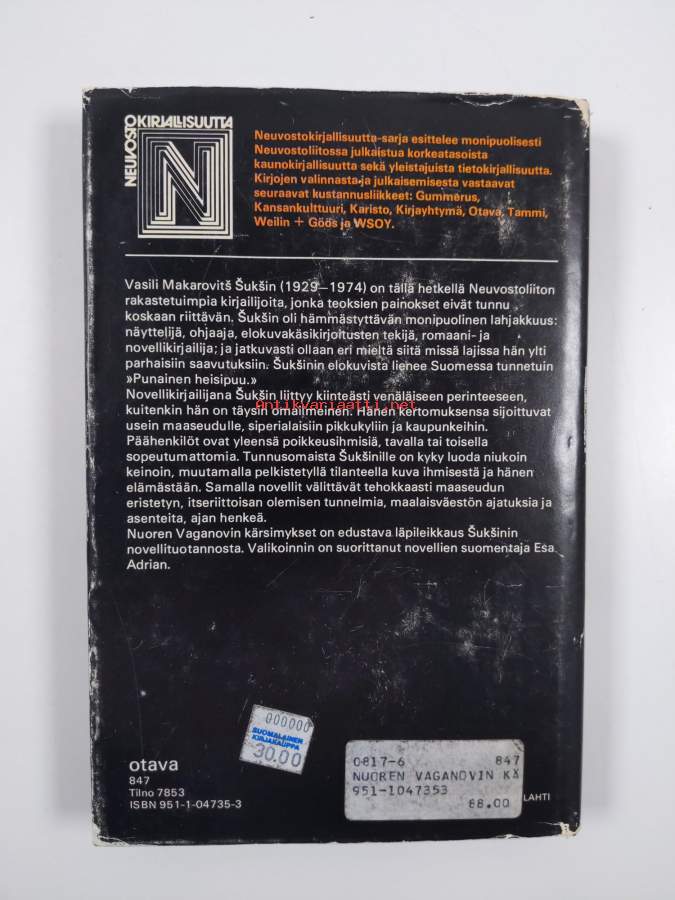 NEUVOSTOKIRJALLISUUTTA
N
Neuvostokirjallisuutta-sarja esittelee monipuolisesti
Neuvostoliitossa julkaistua korkeatasoista
kaunokirjallisuutta sekä yleistajuista tietokirjallisuutta.
Kirjojen valinnasta ja julkaisemisesta vastaavat
seuraavat kustannusliikkeet: Gummerus,
Kansankulttuuri, Karisto, Kirjayhtymä, Otava, Tammi,
Weilin + Göös ja WSOY.
Vasili Makarovitš Šukšin (1929–1974) on tällä hetkellä Neuvostoliiton
rakastetuimpia kirjailijoita, jonka teoksien painokset eivät tunnu
koskaan riittävän. Šukšin oli hämmästyttävän monipuolinen lahjakkuus:
näyttelijä, ohjaaja, elokuvakäsikirjoitusten tekijä, romaani- ja
novellikirjailija; ja jatkuvasti ollaan eri mieltä siitä missä lajissa hän ylti
parhaisiin saavutuksiin. Šukšinin elokuvista lienee Suomessa tunnetuin
»Punainen heisipuu.»
Novellikirjailijana Šukšin liittyy kiinteästi venäläiseen perinteeseen,
kuitenkin hän on täysin omailmeinen. Hänen kertomuksensa sijoittuvat
usein maaseudulle, siperialaisiin pikkukyliin ja kaupunkeihin.
Päähenkilöt ovat yleensä poikkeusihmisiä, tavalla tai toisella
sopeutumattomia. Tunnusomaista Šukšinille on kyky luoda niukoin
keinoin, muutamalla pelkistetyllä tilanteella kuva ihmisestä ja hänen
elämästään. Samalla novellit välittävät tehokkaasti maaseudun
eristetyn, itseriittoisan olemisen tunnelmia, maalaisväestön ajatuksia ja
asenteita, ajan henkeä.
Nuoren Vaganovin kärsimykset on edustava läpileikkaus Šukšinin
novellituotannosta. Valikoinnin on suorittanut novellien suomentaja Esa
Adrian.
antikvariaatti.net
000000
SUOMALAINEN
KIRJAKAUPPA
30.00
otava
847
Tilno 7853
ISBN 951-1-04735-3
0817-6 847
NUOREN VAGANOVIN KÄ
951-1047353
88.00
LAHTI